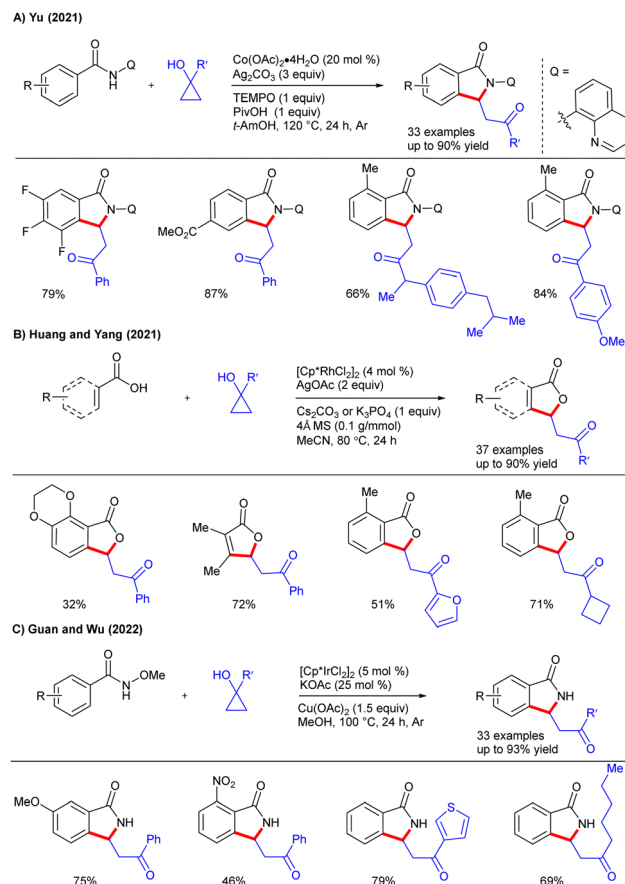 A) Yu (2021)
R
O
N
H
Q
+
HO
R'
Co(OAc)2•4H2O (20 mol %)
Ag2CO3 (3 equiv)
TEMPO (1 equiv)
PivOH (1 equiv)
t-AmOH, 120 °C, 24 h, Ar
R
O
N−Q
O
R'
33 examples
up to 90% yield
Q =
N
F
F
F
O
N−Q
O
Ph
79%
MeO2C
O
N−Q
O
Ph
87%
Me
O
N−Q
O
Me
Me
Me
66%
Me
O
N−Q
O
OMe
84%
B) Huang and Yang (2021)
R
O
OH
+
HO
R'
[Cp*RhCl2]2 (4 mol %)
AgOAc (2 equiv)
Cs2CO3 or K3PO4 (1 equiv)
4Å MS (0.1 g/mmol)
MeCN, 80 °C, 24 h
R
O
O
O
R'
37 examples
up to 90% yield
O
O
O
O
O
Ph
32%
Me
Me
O
O
O
Ph
72%
Me
O
O
O
O
51%
Me
O
O
O
71%
C) Guan and Wu (2022)
R
O
N
H
OMe
+
HO
R'
[Cp*IrCl2]2 (5 mol %)
KOAc (25 mol %)
Cu(OAc)2 (1.5 equiv)
MeOH, 100 °C, 24 h, Ar
R
O
NH
R'
O
33 examples
up to 93% yield
MeO
O
NH
Ph
O
75%
NO2
O
NH
Ph
O
46%
O
NH
S
O
79%
O
NH
Me
O
69%